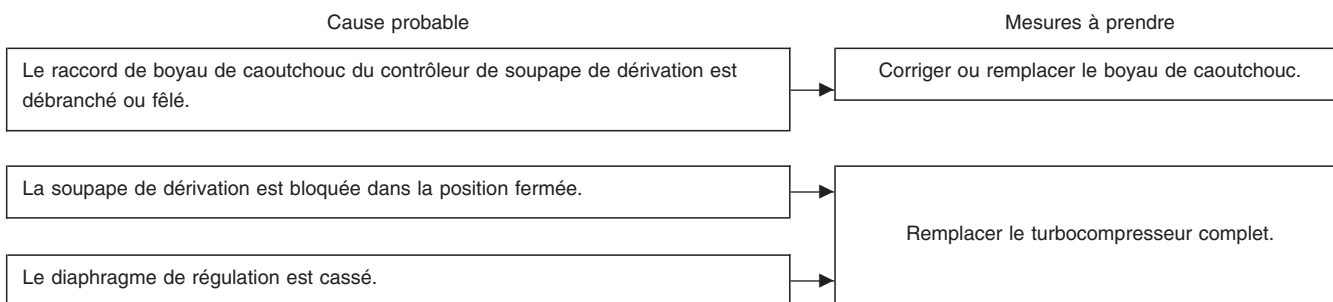 Cause probable
Mesures à prendre
Le raccord de boyau de caoutchouc du contrôleur de soupape de dérivation est
débranché ou fêlé.
Corriger ou remplacer le boyau de caoutchouc.
La soupape de dérivation est bloquée dans la position fermée.
Le diaphragme de régulation est cassé.
Remplacer le turbocompresseur complet.